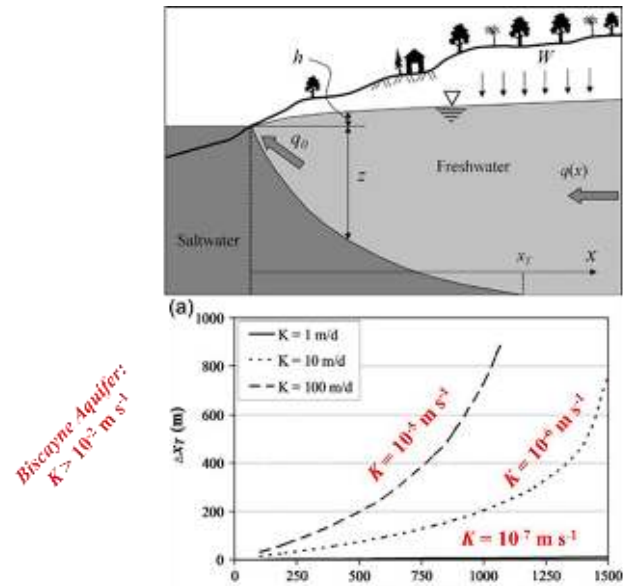 h
W
q0
z
Freshwater
q(x)
Saltwater
xT
x
(a)
1000
K = 1 m/d
K = 10 m/d
K = 100 m/d
800
600
400
200
0
ΔxT (m)
K = 10-5 m s-1
K = 10-6 m s-1
K = 10-7 m s-1
Biscayne Aquifer:
K > 10-2 m s-1
0
250
500
750
1000
1250
1500